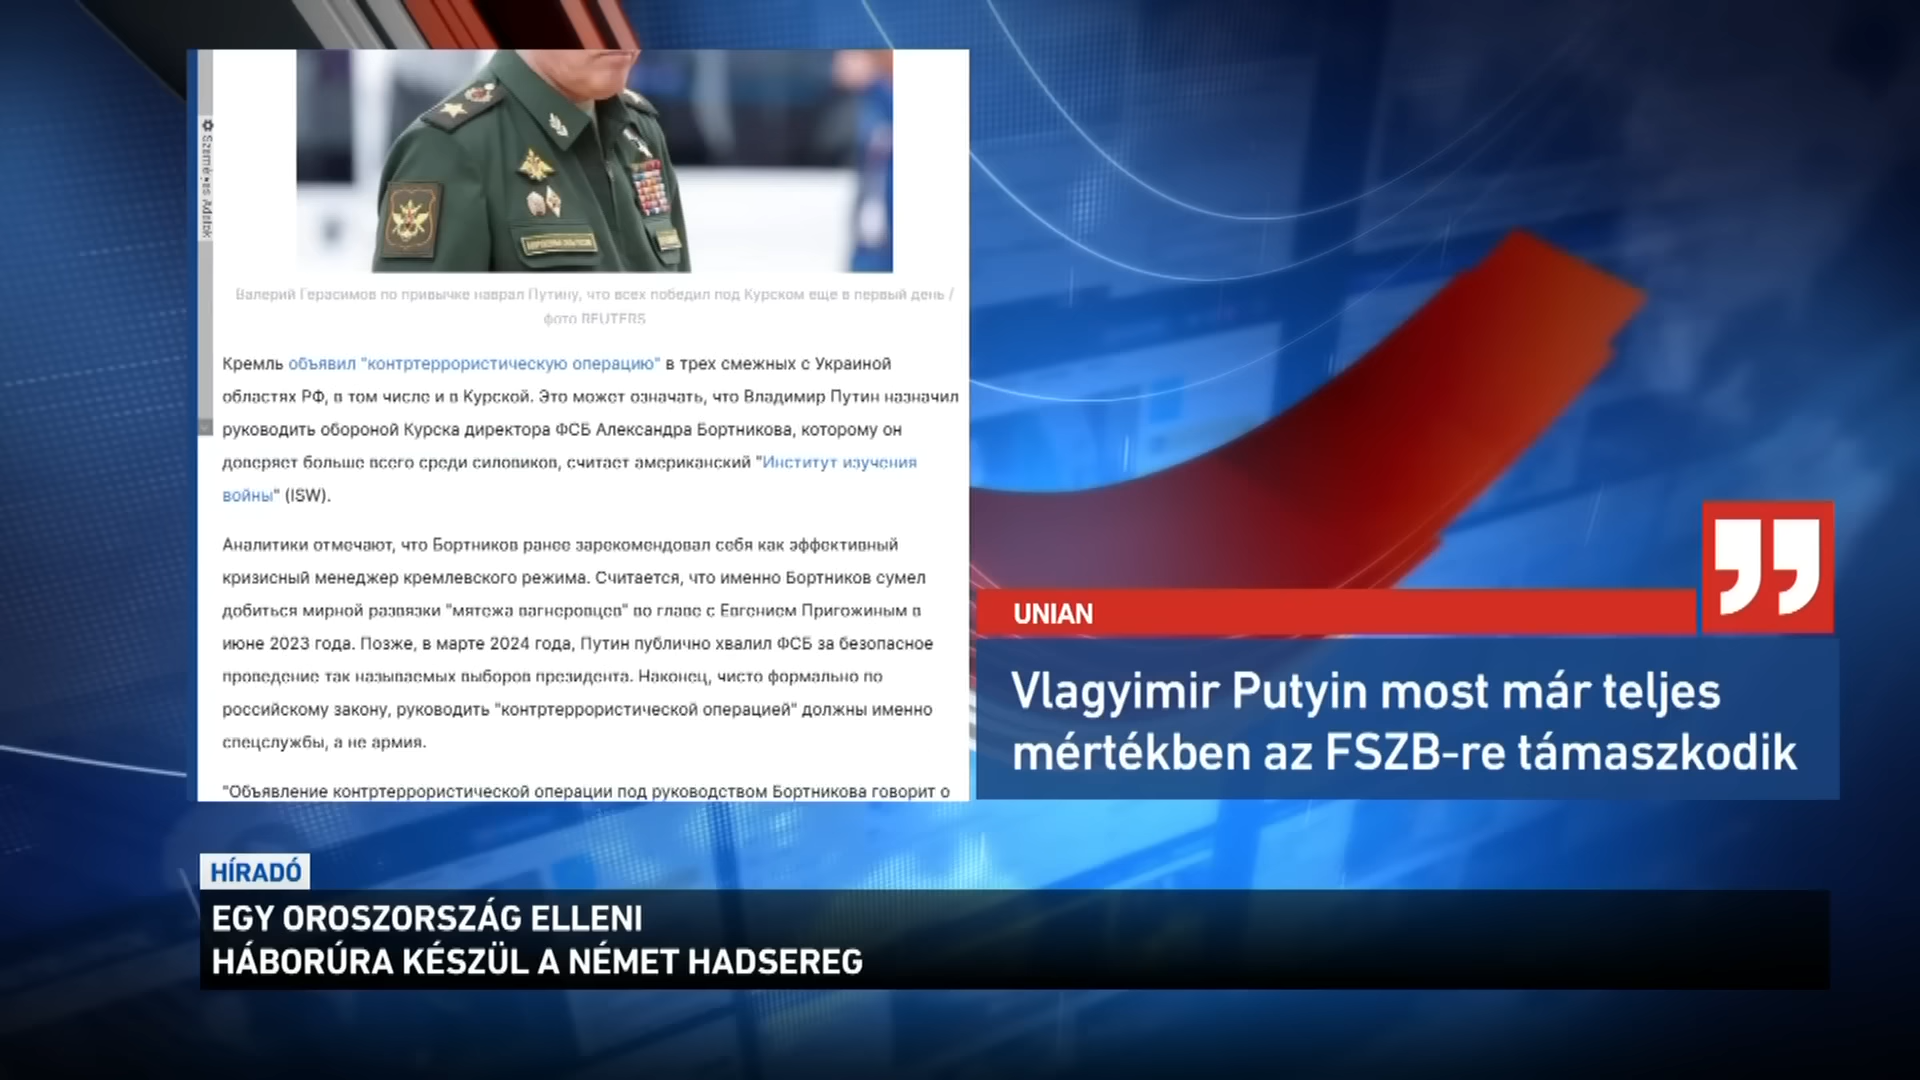 Személyes Adatok
Валерий Герасимов по привычке наврал Путину, что всех победил под Курском еще в первый день /
фото REUTERS
Кремль объявил "контртеррористическую операцию" в трех смежных с Украиной
областях РФ, в том числе и в Курской. Это может означать, что Владимир Путин назначил
руководить обороной Курска директора ФСБ Александра Бортникова, которому он
доверяет больше всего среди силовиков, считает американский "Институт изучения
войны" (ISW).
Аналитики отмечают, что Бортников ранее зарекомендовал себя как эффективный
кризисный менеджер кремлевского режима. Считается, что именно Бортников сумел
добиться мирной развязки "мятежа вагнеровцев" во главе с Евгением Пригожиным в
июне 2023 года. Позже, в марте 2024 года, Путин публично хвалил ФСБ за безопасное
проведение так называемых выборов президента. Наконец, чисто формально по
российскому закону, руководить "контртеррористической операцией" должны именно
спецслужбы, а не армия.
"Объявление контртеррористической операции под руководством Бортникова говорит о
UNIAN
Vlagyimir Putyin most már teljes
mértékben az FSZB-re támaszkodik
HÍRADÓ
EGY OROSZORSZÁG ELLENI
HÁBORÚRA KÉSZÜL A NÉMET HADSEREG